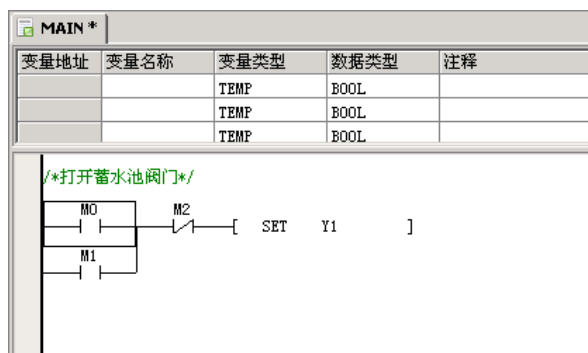 MAIN *
变量地址 变量名称 变量类型 数据类型 注释
TEMP BOOL
TEMP BOOL
TEMP BOOL
/*打开蓄水池阀门*/
M0 M2
[ SET Y1 ]
M1